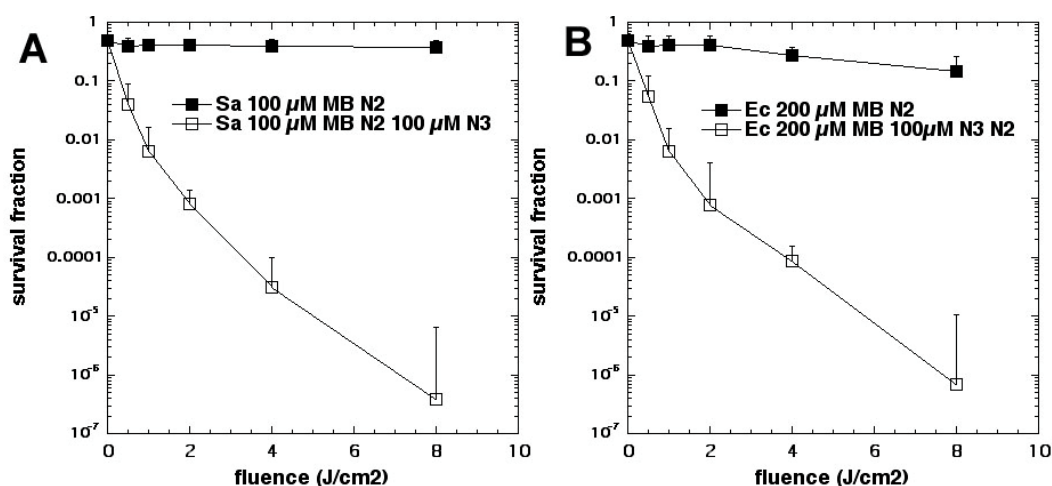 A
survival fraction
1
0.1
0.01
0.001
0.0001
10-5
10-6
10-7
Sa 100 µM MB N2
Sa 100 µM MB N2 100 µM N3
0 2 4 6 8 10
fluence (J/cm2)
B
survival fraction
1
0.1
0.01
0.001
0.0001
10-5
10-6
10-7
Ec 200 µM MB N2
Ec 200 µM MB 100µM N3 N2
0 2 4 6 8 10
fluence (J/cm2)